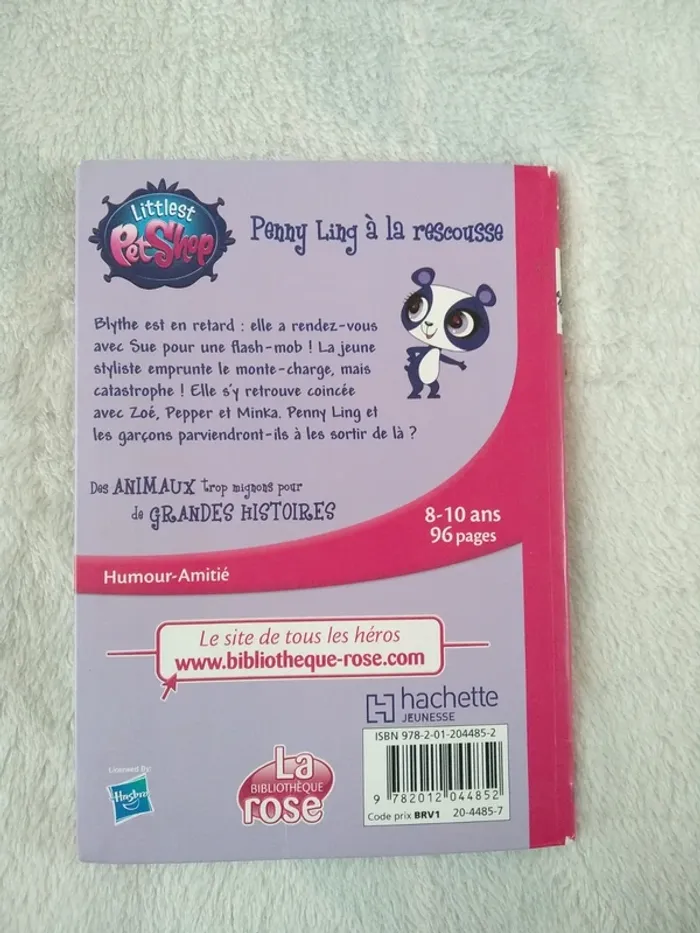 Littlest
PetShop
Penny Ling à la rescousse
Blythe est en retard : elle a rendez-vous
avec Sue pour une flash-mob ! La jeune
styliste emprunte le monte-charge, mais
catastrophe ! Elle s'y retrouve coincée
avec Zoé, Pepper et Minka. Penny Ling et
les garçons parviendront-ils à les sortir de là ?
Des ANIMAUX trop mignons pour
de GRANDES HISTOIRES
8-10 ans
96 pages
Humour-Amitié
Le site de tous les héros
www.bibliotheque-rose.com
hachette
JEUNESSE
ISBN 978-2-01-204485-2
9 782012 044852
Code prix BRV1 20-4485-7
Licensed By:
Hasbro
La
BIBLIOTHÈQUE
rose